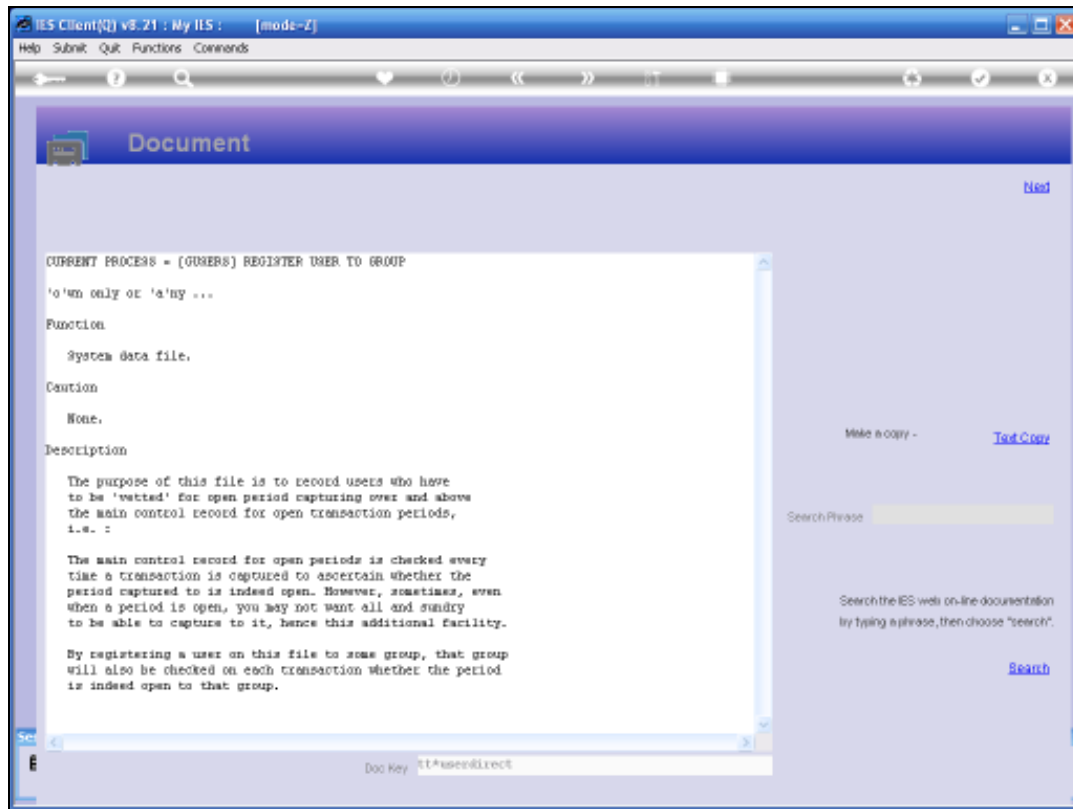 IES Client(Q) v8.21 : My IES : [mode-Z]
Help Submit Quit Functions Commands
Document
Next
CURRENT PROCESS = [GUSERS] REGISTER USER TO GROUP
'o'wn only or 'a'ny ...
Function
System data file.
Caution
None.
Description
The purpose of this file is to record users who have
to be 'vetted' for open period capturing over and above
the main control record for open transaction periods,
i.e. :
The main control record for open periods is checked every
time a transaction is captured to ascertain whether the
period captured to is indeed open. However, sometimes, even
when a period is open, you may not want all and sundry
to be able to capture to it, hence this additional facility.
By registering a user on this file to some group, that group
will also be checked on each transaction whether the period
is indeed open to that group.
Make a copy -
Text Copy
Search Phrase
Search the IES web on-line documentation
by typing a phrase, then choose "search".
Search
Ses
Doc Key tt*userdirect